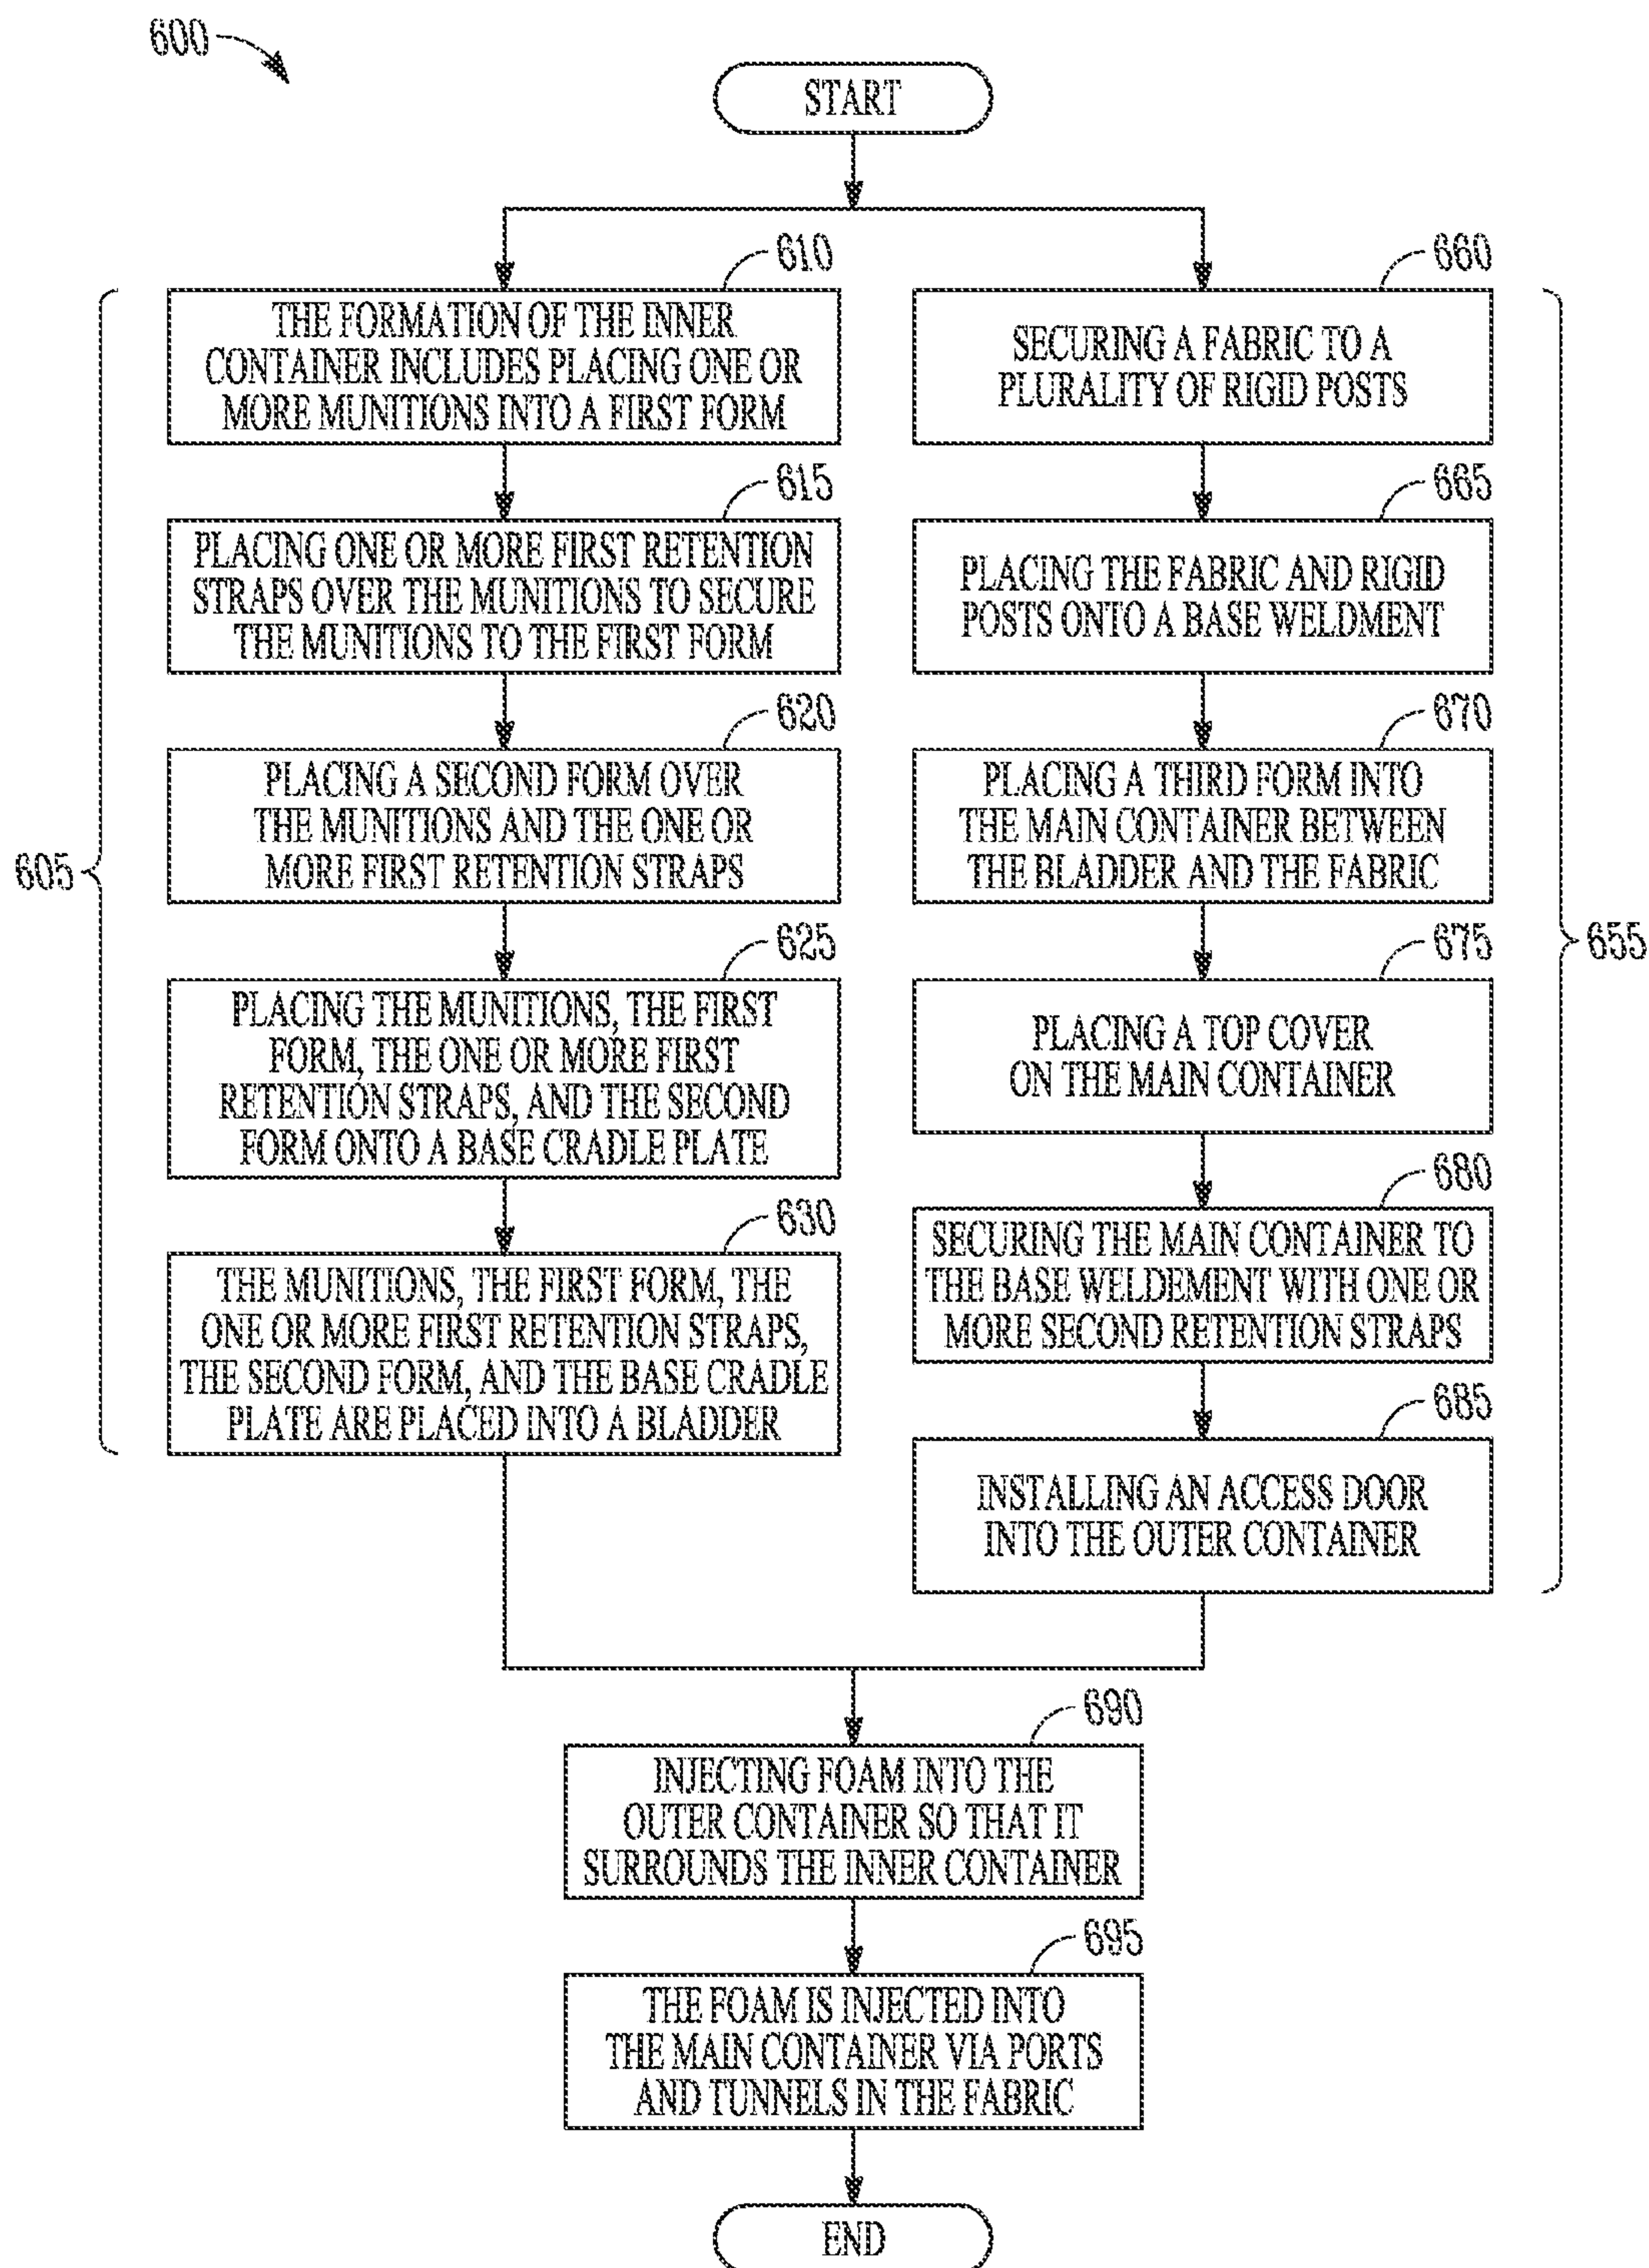 600
START
610
THE FORMATION OF THE INNER
CONTAINER INCLUDES PLACING ONE OR
MORE MUNITIONS INTO A FIRST FORM
615
PLACING ONE OR MORE FIRST RETENTION
STRAPS OVER THE MUNITIONS TO SECURE
THE MUNITIONS TO THE FIRST FORM
620
PLACING A SECOND FORM OVER
THE MUNITIONS AND THE ONE OR
MORE FIRST RETENTION STRAPS
605
625
PLACING THE MUNITIONS, THE FIRST
FORM, THE ONE OR MORE FIRST
RETENTION STRAPS, AND THE SECOND
FORM ONTO A BASE CRADLE PLATE
630
THE MUNITIONS, THE FIRST FORM, THE
ONE OR MORE FIRST RETENTION STRAPS,
THE SECOND FORM, AND THE BASE CRADLE
PLATE ARE PLACED INTO A BLADDER
660
SECURING A FABRIC TO A
PLURALITY OF RIGID POSTS
665
PLACING THE FABRIC AND RIGID
POSTS ONTO A BASE WELDMENT
670
PLACING A THIRD FORM INTO
THE MAIN CONTAINER BETWEEN
THE BLADDER AND THE FABRIC
655
675
PLACING A TOP COVER
ON THE MAIN CONTAINER
680
SECURING THE MAIN CONTAINER TO
THE BASE WELDEMENT WITH ONE OR
MORE SECOND RETENTION STRAPS
685
INSTALLING AN ACCESS DOOR
INTO THE OUTER CONTAINER
690
INJECTING FOAM INTO THE
OUTER CONTAINER SO THAT IT
SURROUNDS THE INNER CONTAINER
695
THE FOAM IS INJECTED INTO
THE MAIN CONTAINER VIA PORTS
AND TUNNELS IN THE FABRIC
END